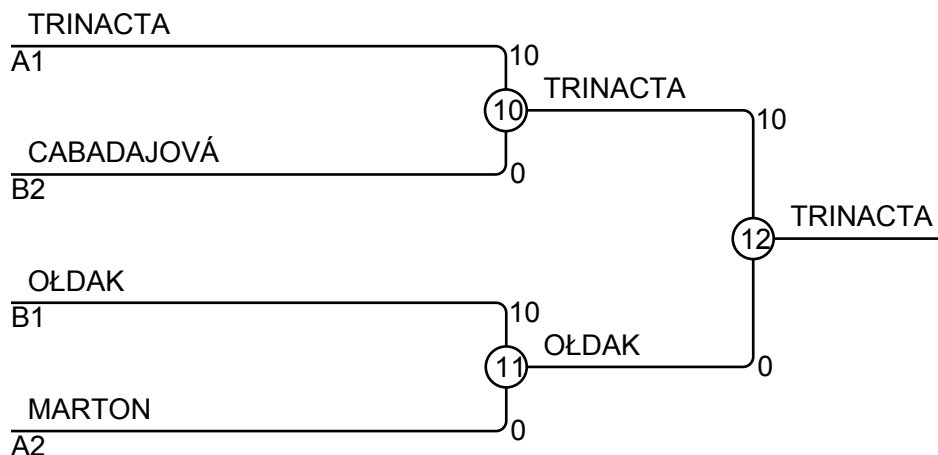 TRINACTA
A1
10
10
TRINACTA
10
CABADAJOVÁ
B2
0
12
TRINACTA
OŁDAK
B1
10
11
OŁDAK
0
MARTON
A2
0